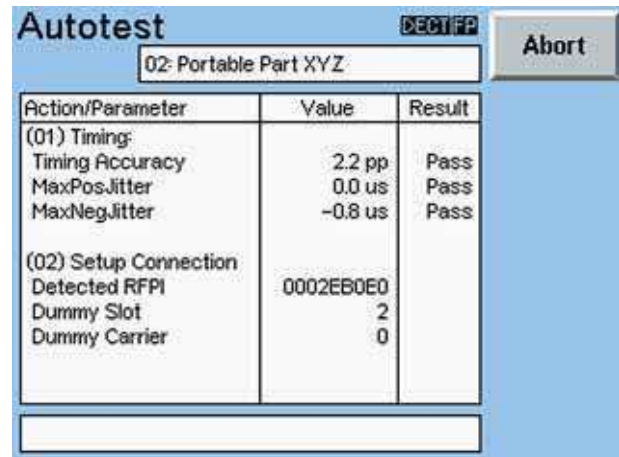 Autotest DECT FP
Abort
02: Portable Part XYZ
Action/Parameter Value Result
(01) Timing:
Timing Accuracy 2.2 pp Pass
MaxPosJitter 0.0 us Pass
MaxNegJitter -0.8 us Pass
(02) Setup Connection
Detected RFPI 0002EB0E0
Dummy Slot 2
Dummy Carrier 0